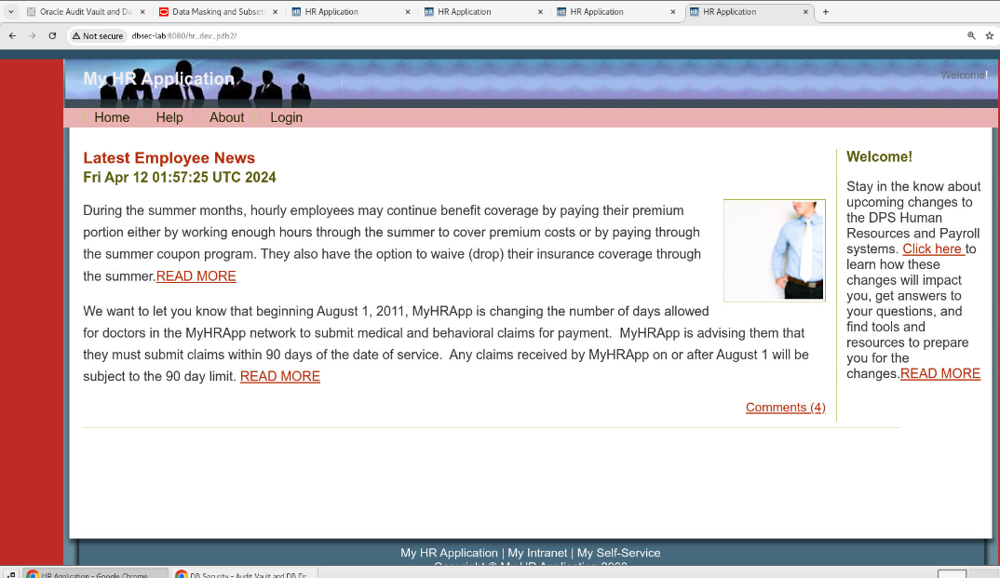 Oracle Audit Vault and Da
Data Masking and Subset
HR Application
HR Application
HR Application
HR Application
Not secure dbsec-lab:8080/hr_dev_pdb2/
My HR Application
Welcome!
Home Help About Login
Latest Employee News
Fri Apr 12 01:57:25 UTC 2024
During the summer months, hourly employees may continue benefit coverage by paying their premium
portion either by working enough hours through the summer to cover premium costs or by paying through
the summer coupon program. They also have the option to waive (drop) their insurance coverage through
the summer.READ MORE
We want to let you know that beginning August 1, 2011, MyHRApp is changing the number of days allowed
for doctors in the MyHRApp network to submit medical and behavioral claims for payment. MyHRApp is advising them that
they must submit claims within 90 days of the date of service. Any claims received by MyHRApp on or after August 1 will be
subject to the 90 day limit. READ MORE
Comments (4)
Welcome!
Stay in the know about
upcoming changes to
the DPS Human
Resources and Payroll
systems. Click here to
learn how these
changes will impact
you, get answers to
your questions, and
find tools and
resources to prepare
you for the
changes.READ MORE
My HR Application | My Intranet | My Self-Service
Copyright © My HR Application 2008
HR Application - Google Chrome
DB Security - Audit Vault and DB Fir